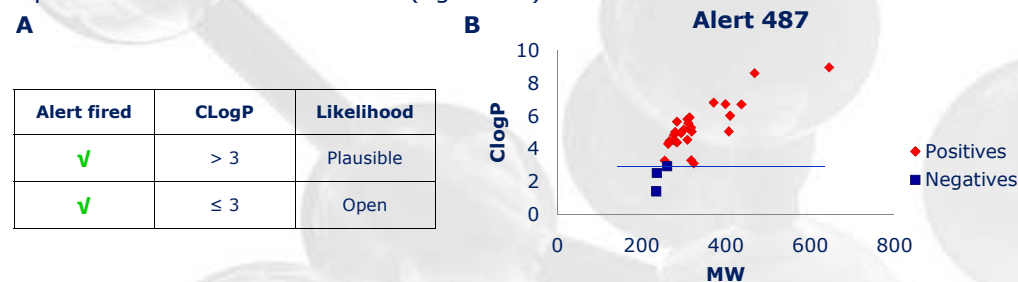 A
Alert fired CLogP Likelihood
√ > 3 Plausible
√ ≤ 3 Open
B
Alert 487
ClogP
10
8
6
4
2
0
0 200 400 600 800
MW
Positives
Negatives